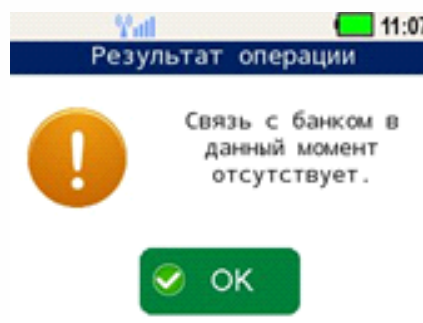 11:07
Результат операции
Связь с банком в
данный момент
отсутствует.
OK